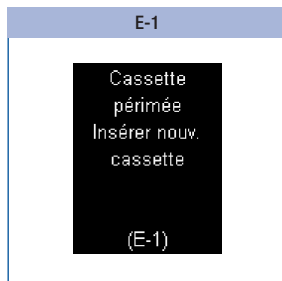 E-1
Cassette
périmée
Insérer nouv.
cassette
(E-1)